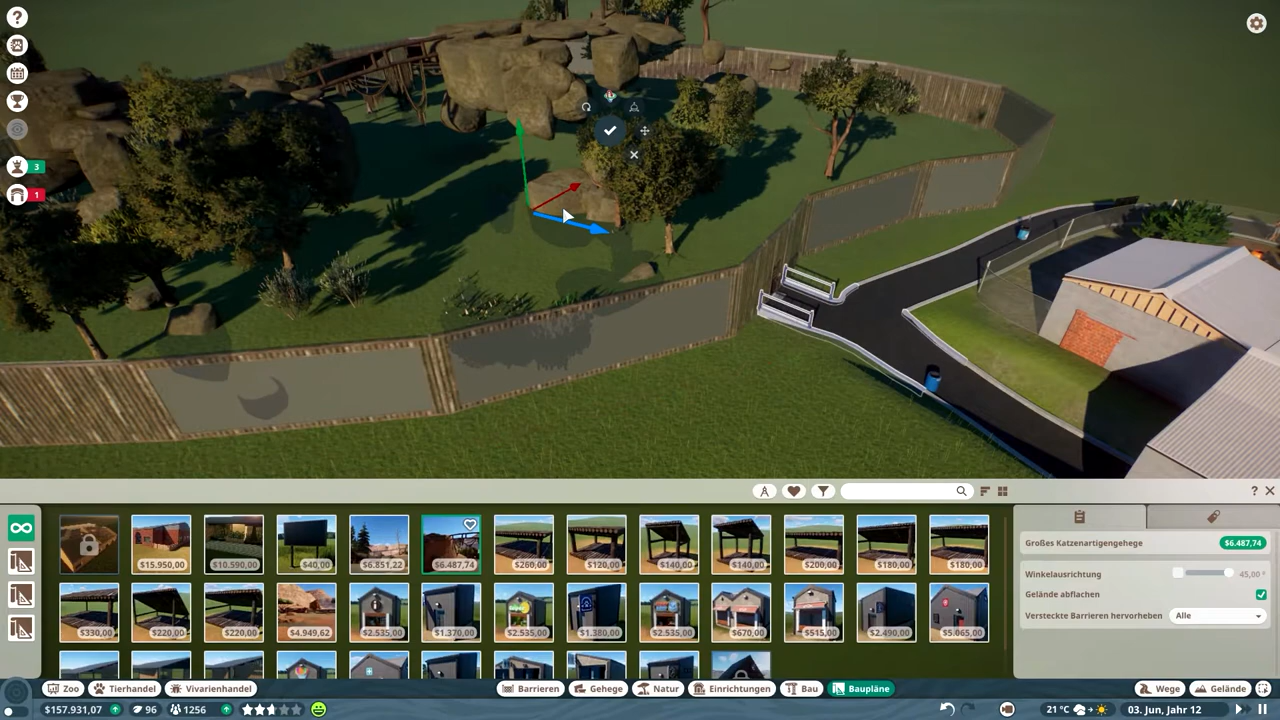 3
1
$15.950,00
$10.590,00
$40,00
$6.851,22
$6.487,74
$260,00
$120,00
$140,00
$140,00
$200,00
$180,00
$180,00
$330,00
$220,00
$220,00
$4.949,62
$2.535,00
$1.370,00
$2.535,00
$1.380,00
$2.535,00
$670,00
$515,00
$2.490,00
$5.065,00
Großes Katzenartigengehege
$6.487,74
Winkelausrichtung
45,00 °
Gelände abflachen
Versteckte Barrieren hervorheben
Alle
Zoo
Tierhandel
Vivarienhandel
Barrieren
Gehege
Natur
Einrichtungen
Bau
Baupläne
Wege
Gelände
$157.931,07
96
1256
21 °C
03. Jun, Jahr 12